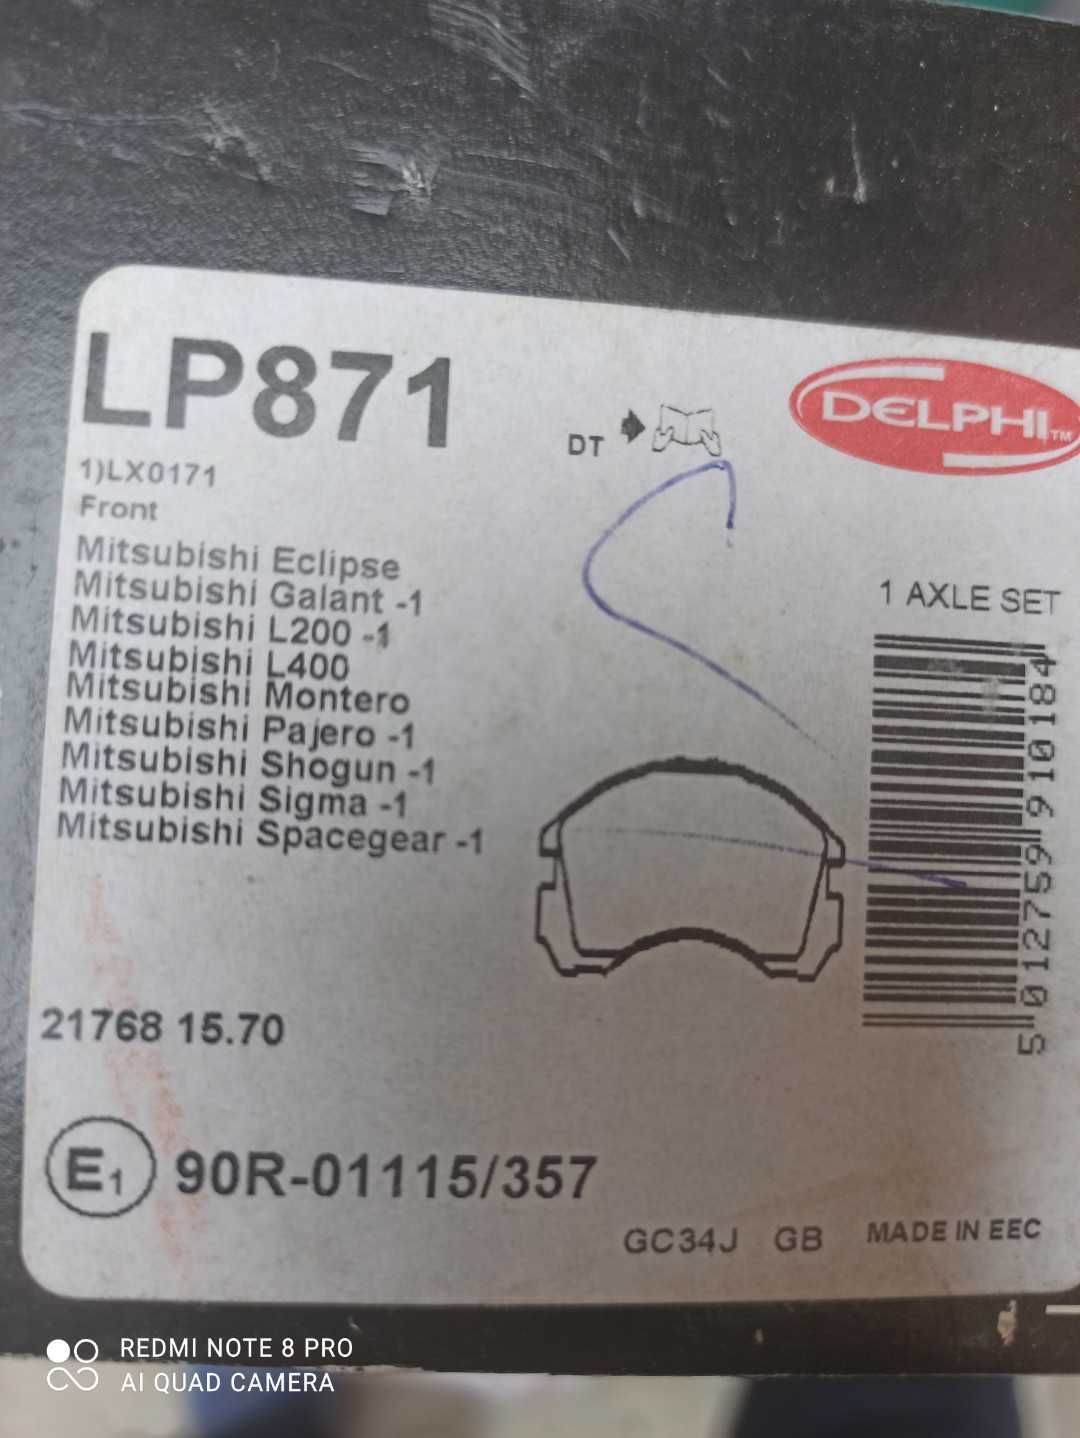 LP871
DT
DELPHI TM
1)LX0171
Front
Mitsubishi Eclipse
Mitsubishi Galant -1
Mitsubishi L200 -1
Mitsubishi L400
Mitsubishi Montero
Mitsubishi Pajero -1
Mitsubishi Shogun -1
Mitsubishi Sigma -1
Mitsubishi Spacegear -1
1 AXLE SET
5 012759 910184
21768 15.70
E1 90R-01115/357
GC34J GB MADE IN EEC
REDMI NOTE 8 PRO
AI QUAD CAMERA